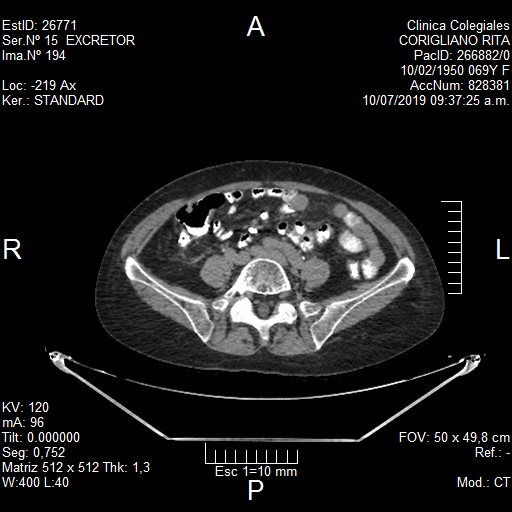 EstID: 26771
Ser.Nº 15 EXCRETOR
Ima.Nº 194
Loc: -219 Ax
Ker.: STANDARD
A
Clinica Colegiales
CORIGLIANO RITA
PacID: 266882/0
10/02/1950 069Y F
AccNum: 828381
10/07/2019 09:37:25 a.m.
R
L
KV: 120
mA: 96
Tilt: 0.000000
Seg: 0,752
Matriz 512 x 512 Thk: 1,3
W:400 L:40
Esc 1=10 mm
P
FOV: 50 x 49,8 cm
Ref.: -
Mod.: CT